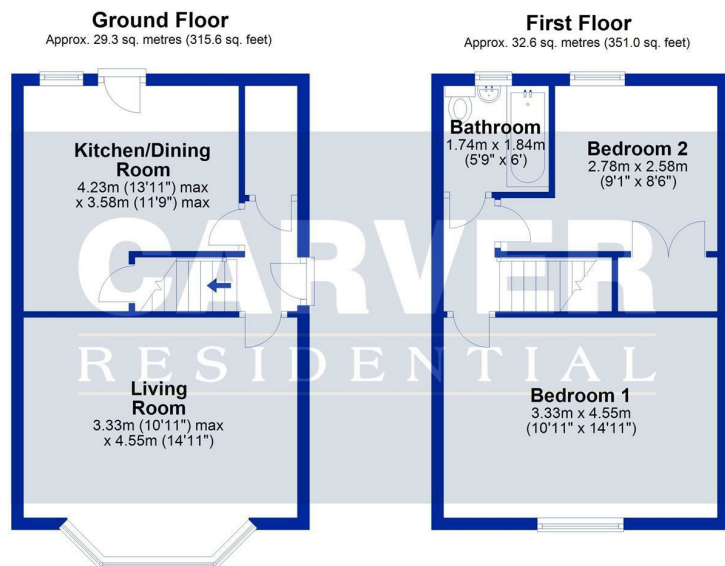 Ground Floor
Approx. 29.3 sq. metres (315.6 sq. feet)
Kitchen/Dining
Room
4.23m (13'11") max
x 3.58m (11'9") max
Living
Room
3.33m (10'11") max
x 4.55m (14'11")
First Floor
Approx. 32.6 sq. metres (351.0 sq. feet)
Bathroom
1.74m x 1.84m
(5'9" x 6')
Bedroom 2
2.78m x 2.58m
(9'1" x 8'6")
Bedroom 1
3.33m x 4.55m
(10'11" x 14'11")
CARVER
RESIDENTIAL